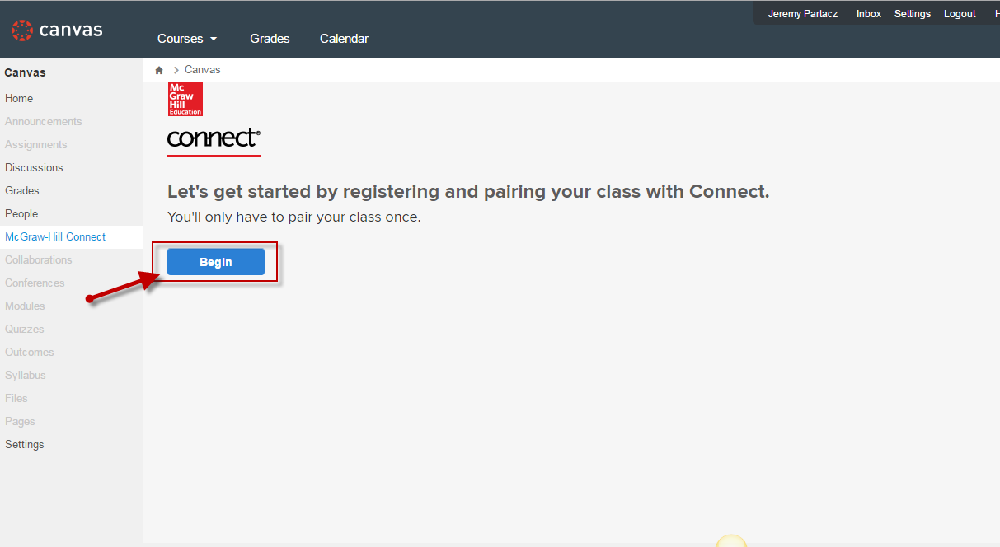 Jeremy Partacz Inbox Settings Logout H
canvas
Courses Grades Calendar
Canvas
Home
Announcements
Assignments
Discussions
Grades
People
McGraw-Hill Connect
Collaborations
Conferences
Modules
Quizzes
Outcomes
Syllabus
Files
Pages
Settings
Canvas
Mc
Graw
Hill
Education
connect®
Let's get started by registering and pairing your class with Connect.
You'll only have to pair your class once.
Begin